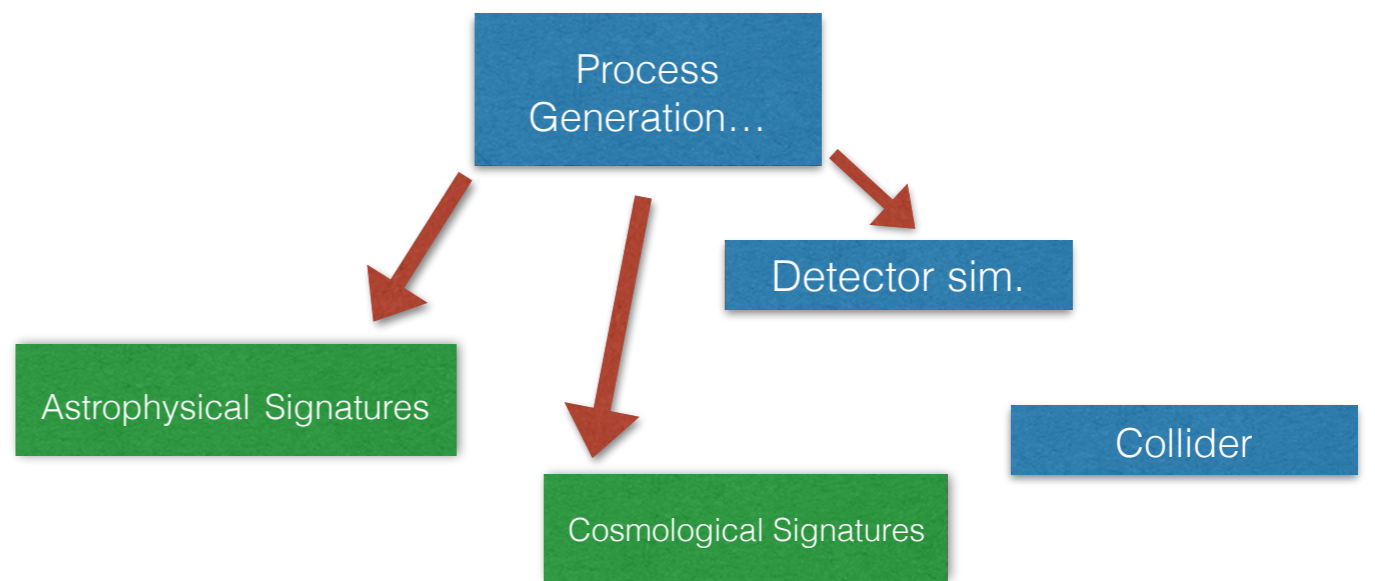 Process
Generation…
Detector sim.
Astrophysical Signatures
Collider
Cosmological Signatures